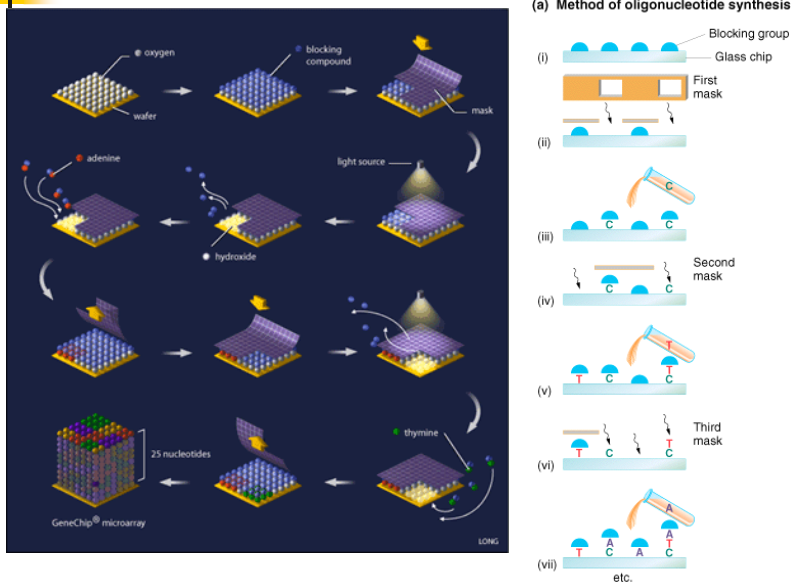 oxygen
wafer
blocking
compound
mask
adenine
hydroxide
light source
thymine
25 nucleotides
GeneChip® microarray
LONG
(a) Method of oligonucleotide synthesis
Blocking group
(i)
Glass chip
First
mask
(ii)
C
(iii)
C
C
Second
mask
(iv)
C
C
T
(v)
T
C
T
C
Third
mask
(vi)
T
C
T
C
A
(vii)
T
A
C
A
A
T
C
etc.